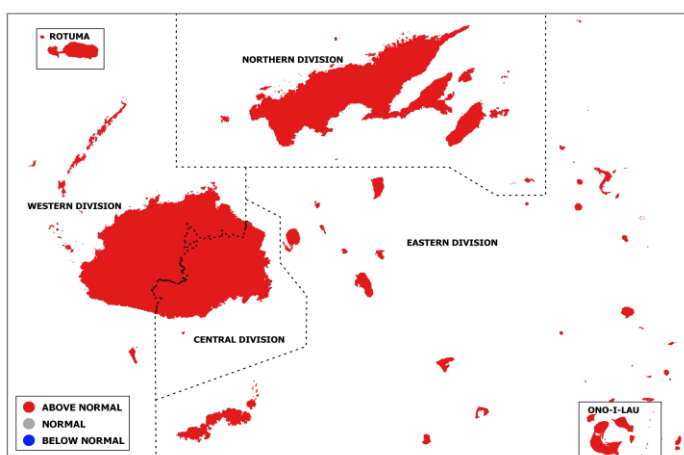 ROTUMA
NORTHERN DIVISION
WESTERN DIVISION
EASTERN DIVISION
CENTRAL DIVISION
ABOVE NORMAL
NORMAL
BELOW NORMAL
ONO-I-LAU